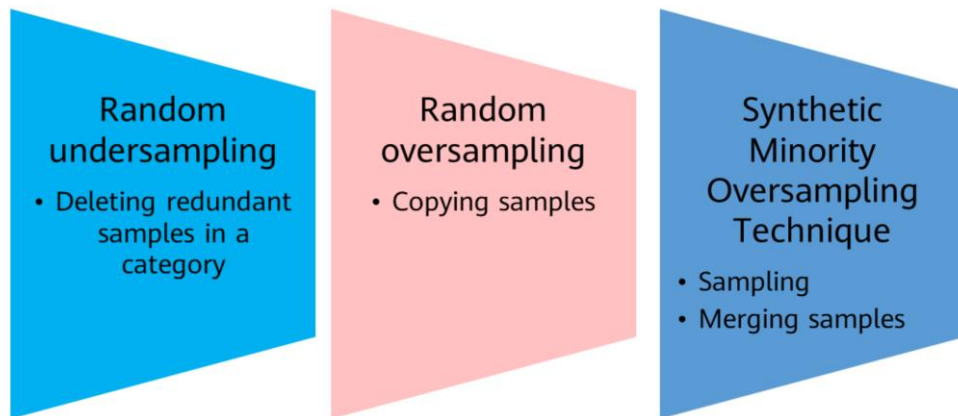 Random
undersampling
• Deleting redundant
samples in a
category
Random
oversampling
• Copying samples
Synthetic
Minority
Oversampling
Technique
• Sampling
• Merging samples